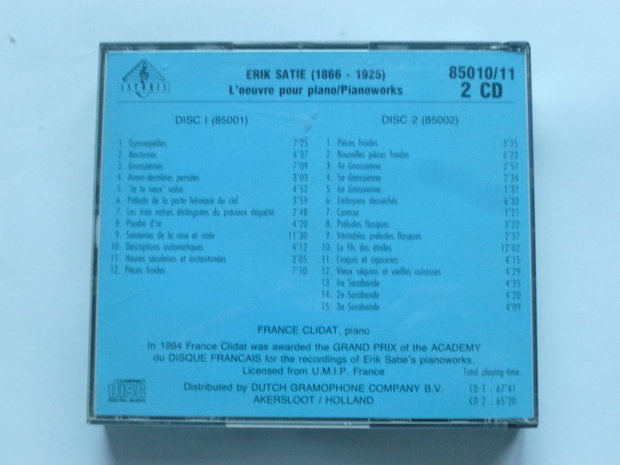 ASTORIA
ERIK SATIE (1866 - 1925)
L'oeuvre pour piano/Pianoworks
85010/11
2 CD
DISC I (85001)
1. Gymnopédies 7'25
2. Nocturnes 6'37
3. Gnossiennes 7'09
4. Avant-dernières pensées 3'03
5. "Je te veux" valse 4'52
6. Prélude de la porte héroïque du ciel 3'59
7. Les trois valses distinguées du précieux dégoûté 2'48
8. Poudre d'or 4'20
9. Sonneries de la rose et croix 11'30
10. Descriptions automatiques 4'12
11. Heures séculaires et instantanées 3'05
12. Pièces froides 7'10
DISC 2 (85002)
1. Pièces froides 3'35
2. Nouvelles pièces froides 6'23
3. 4e Gnossienne 2'57
4. 5e Gnossienne 2'34
5. 6e Gnossienne 1'37
6. Embryons desséchés 6'32
7. Caresse 1'21
8. Préludes flasques 3'22
9. Véritables préludes flasques 2'37
10. Le fils des étoiles 12'02
11. Croquis et agaceries 4'15
12. Vieux séquins et vieilles cuirasses 4'29
13. Ire Sarabande 4'35
14. 2e Sarabande 4'20
15. 3e Sarabande 4'09
FRANCE CLIDAT, piano
In 1984 France Clidat was awarded the GRAND PRIX of the ACADEMY
du DISQUE FRANCAIS for the recordings of Erik Satie's pianoworks.
Licensed from U.M.I.P. France
Distributed by DUTCH GRAMOPHONE COMPANY B.V.
AKERSLOOT / HOLLAND
Total playing-time:
CD 1 : 67'41
CD 2 : 65'20
COMPACT
disc
DIGITAL AUDIO